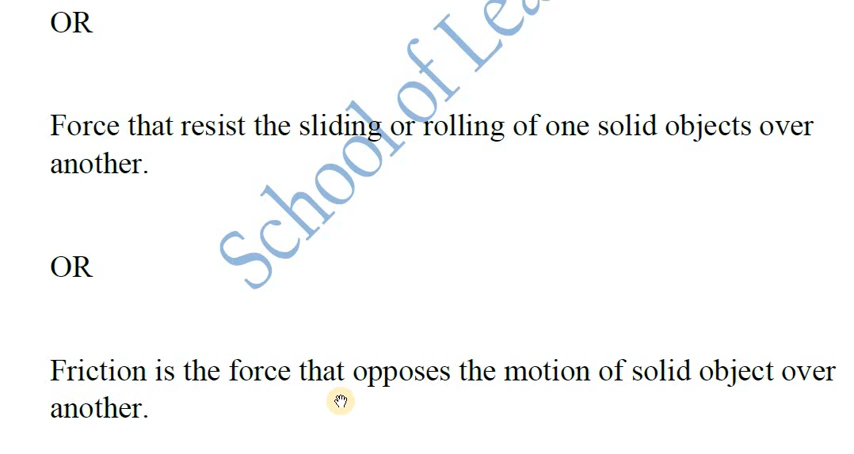 OR
School of Lea
Force that resist the sliding or rolling of one solid objects over
another.
OR
Friction is the force that opposes the motion of solid object over
another.